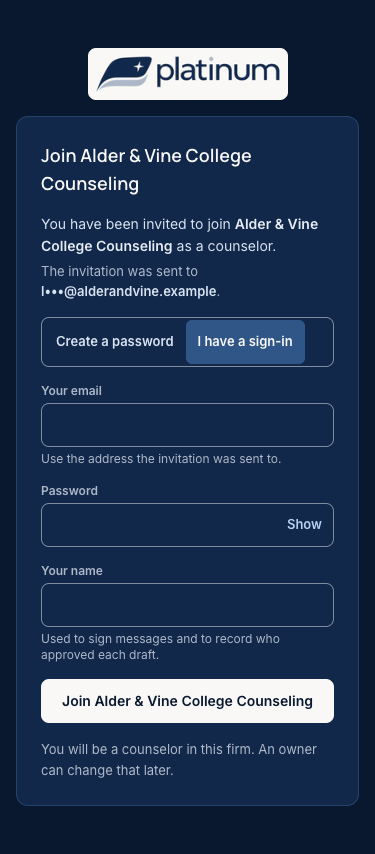 platinum
Join Alder & Vine College
Counseling
You have been invited to join Alder & Vine
College Counseling as a counselor.
The invitation was sent to
l•••@alderandvine.example.
Create a password
I have a sign-in
Your email
Use the address the invitation was sent to.
Password
Show
Your name
Used to sign messages and to record who
approved each draft.
Join Alder & Vine College Counseling
You will be a counselor in this firm. An owner
can change that later.